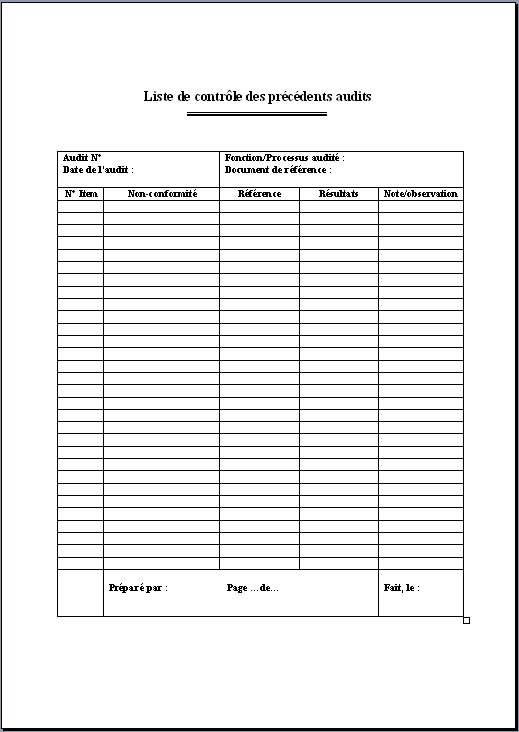 Liste de contrôle des précédents audits
Audit N° Fonction/Processus audité :
Date de l'audit : Document de référence :
N° Item Non-conformité Référence Résultats Note/observation
Préparé par : Page ...de... Fait, le :